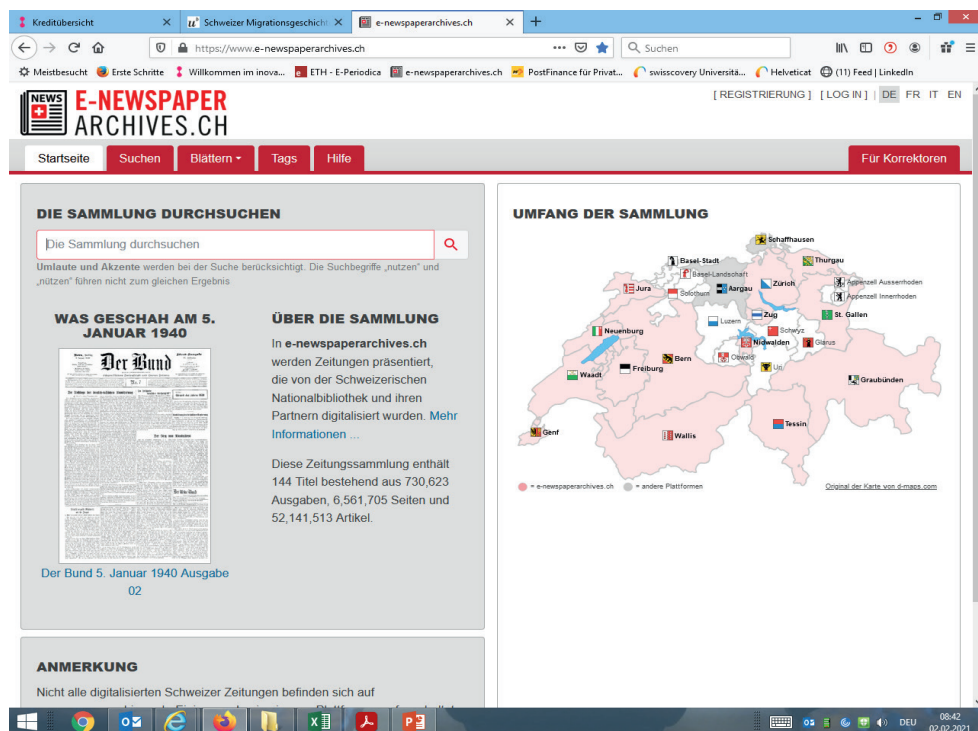 Kreditübersicht
Schweizer Migrationsgeschicht
e-newspaperarchives.ch
https://www.e-newspaperarchives.ch
Suchen
Meistbesucht Erste Schritte Willkommen im inova... ETH - E-Periodica e-newspaperarchives.ch PostFinance für Privat... swisscovery Universitä... Helveticat (11) Feed | LinkedIn
NEWS E-NEWSPAPER
ARCHIVES.CH
[ REGISTRIERUNG ] [ LOG IN ] | DE FR IT EN
Startseite Suchen Blättern Tags Hilfe Für Korrektoren
DIE SAMMLUNG DURCHSUCHEN
Die Sammlung durchsuchen
Umlaute und Akzente werden bei der Suche berücksichtigt. Die Suchbegriffe „nutzen" und
„nützen" führen nicht zum gleichen Ergebnis
WAS GESCHAH AM 5.
JANUAR 1940
Der Bund
Der Bund 5. Januar 1940 Ausgabe
02
ÜBER DIE SAMMLUNG
In e-newspaperarchives.ch
werden Zeitungen präsentiert,
die von der Schweizerischen
Nationalbibliothek und ihren
Partnern digitalisiert wurden. Mehr
Informationen ...
Diese Zeitungssammlung enthält
144 Titel bestehend aus 730,623
Ausgaben, 6,561,705 Seiten und
52,141,513 Artikel.
ANMERKUNG
Nicht alle digitalisierten Schweizer Zeitungen befinden sich auf
UMFANG DER SAMMLUNG
Schaffhausen
Basel-Stadt
Thurgau
Basel-Landschaft
Jura
Solothurn
Aargau
Zürich
Appenzell Ausserrhoden
Appenzell Innerrhoden
Luzern
Zug
St. Gallen
Neuenburg
Schwyz
Nidwalden
Glarus
Bern
Obwald
Uri
Waadt
Freiburg
Graubünden
Tessin
Genf
Wallis
= e-newspaperarchives.ch = andere Plattformen
Original der Karte von d-maps.com
DEU
08:42
02.02.2021